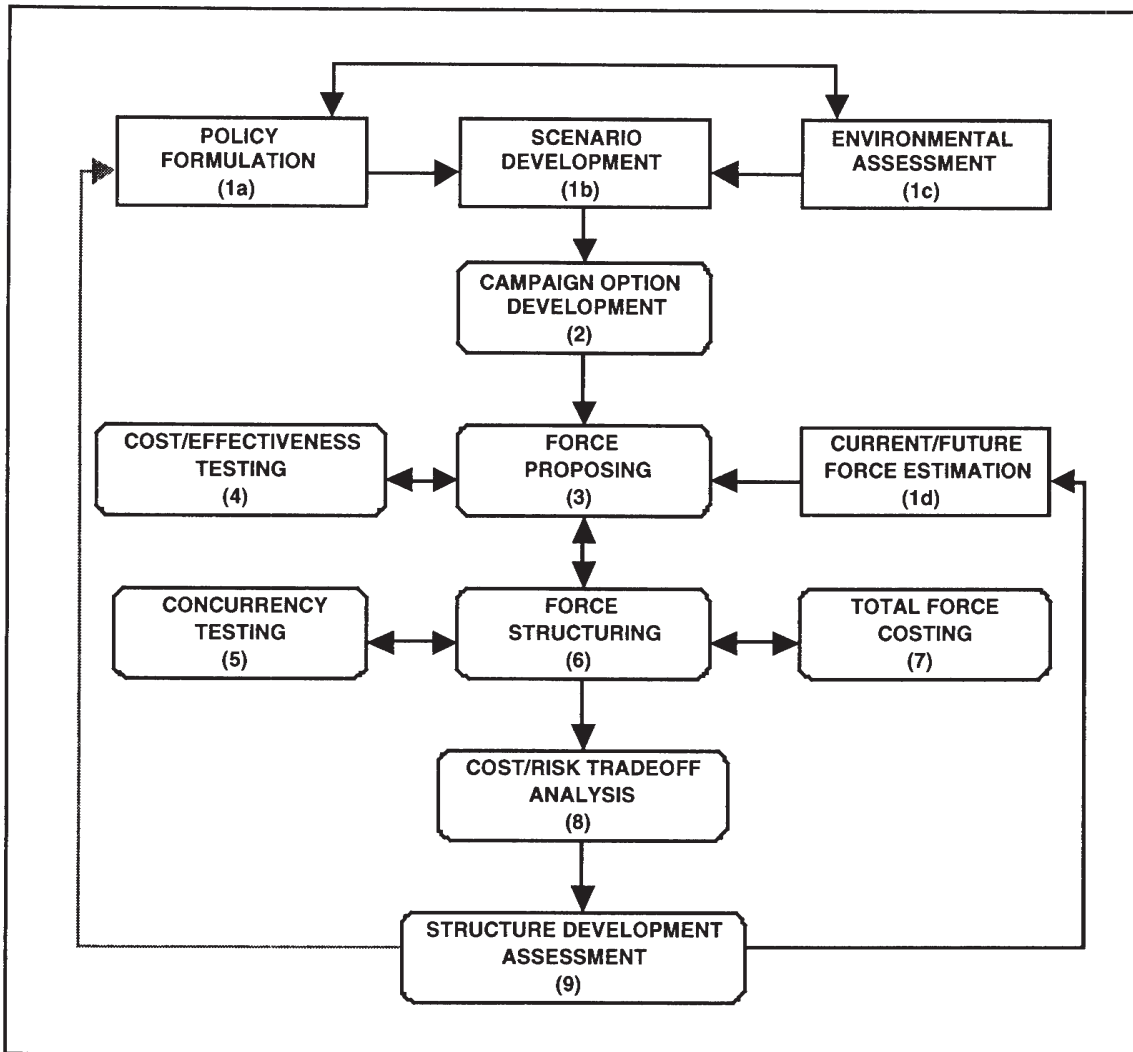 POLICY
FORMULATION
(1a)
SCENARIO
DEVELOPMENT
(1b)
ENVIRONMENTAL
ASSESSMENT
(1c)
CAMPAIGN OPTION
DEVELOPMENT
(2)
COST/EFFECTIVENESS
TESTING
(4)
FORCE
PROPOSING
(3)
CURRENT/FUTURE
FORCE ESTIMATION
(1d)
CONCURRENCY
TESTING
(5)
FORCE
STRUCTURING
(6)
TOTAL FORCE
COSTING
(7)
COST/RISK TRADEOFF
ANALYSIS
(8)
STRUCTURE DEVELOPMENT
ASSESSMENT
(9)